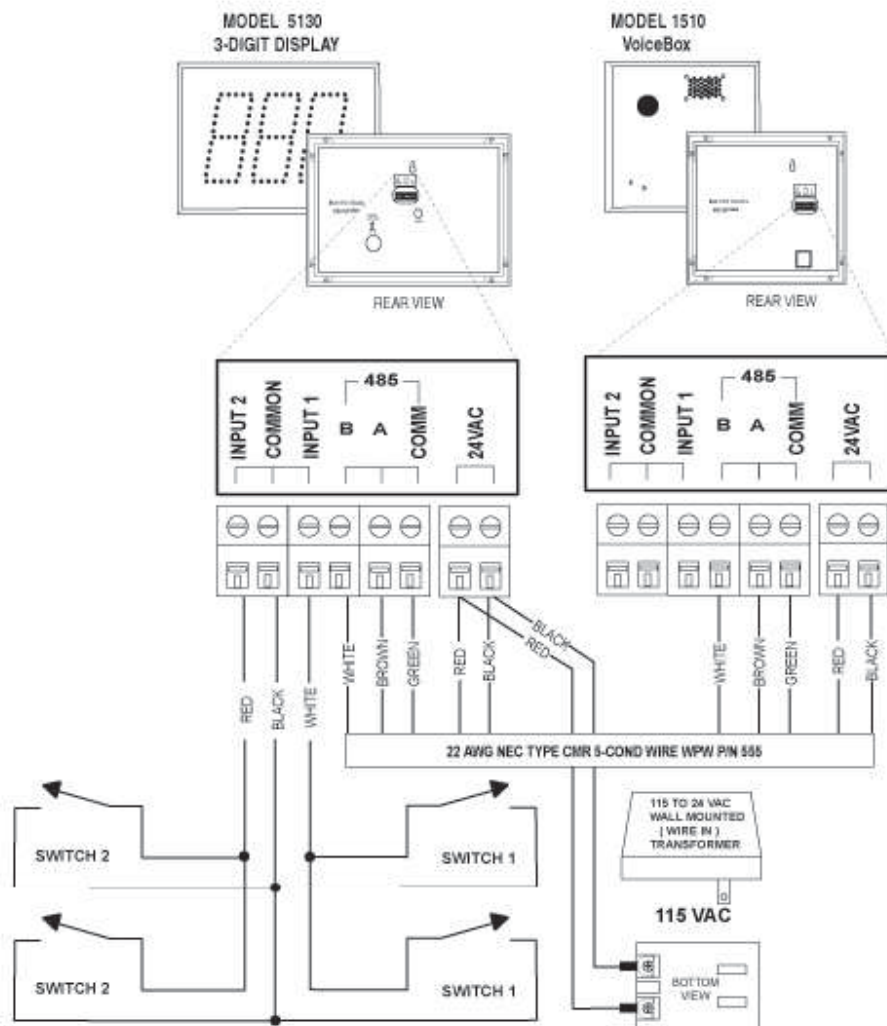 MODEL 5130
3-DIGIT DISPLAY
MODEL 1510
VoiceBox
REAR VIEW
REAR VIEW
INPUT 2
COMMON
INPUT 1
485
B
A
COMM
24VAC
INPUT 2
COMMON
INPUT 1
485
B
A
COMM
24VAC
RED
BLACK
WHITE
WHITE
BROWN
GREEN
RED
BLACK
RED
BLACK
WHITE
BROWN
GREEN
RED
BLACK
22 AWG NEC TYPE CMR 5-COND WIRE WPW P/N 555
SWITCH 2
SWITCH 1
115 TO 24 VAC
WALL MOUNTED
( WIRE IN )
TRANSFORMER
115 VAC
SWITCH 2
SWITCH 1
BOTTOM
VIEW